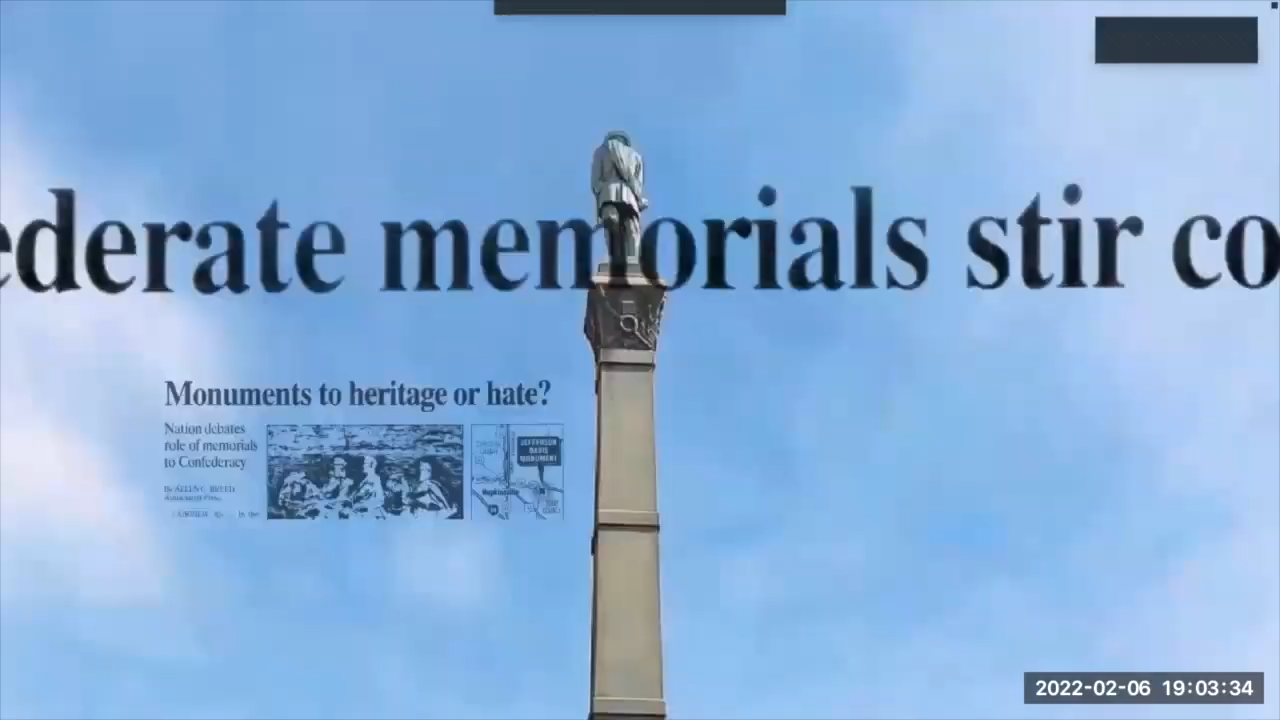 ederate memorials stir co
Monuments to heritage or hate?
Nation debates
role of memorials
to Confederacy
JEFFERSON
DAVIS
MONUMENT
Hopkinsville
2022-02-06 19:03:34